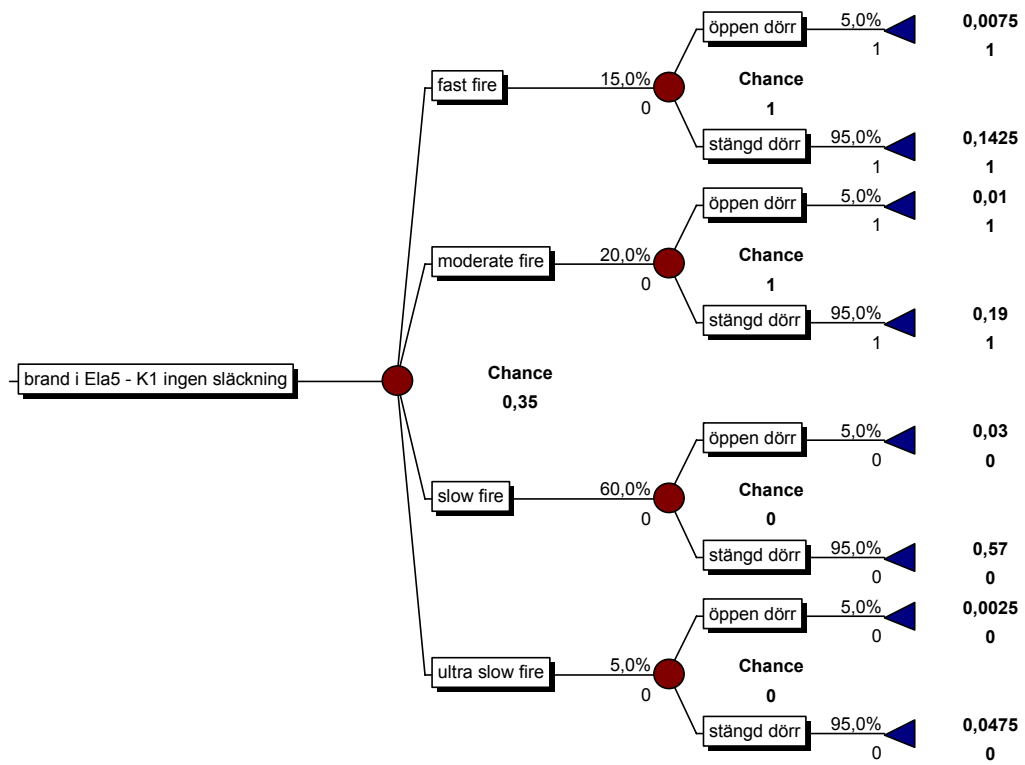 öppen dörr 5,0% 0,0075
1 1
fast fire 15,0% Chance
0 1
stängd dörr 95,0% 0,1425
1 1
öppen dörr 5,0% 0,01
1 1
moderate fire 20,0% Chance
0 1
stängd dörr 95,0% 0,19
1 1
brand i Ela5 - K1 ingen släckning Chance
0,35
öppen dörr 5,0% 0,03
0 0
slow fire 60,0% Chance
0 0
stängd dörr 95,0% 0,57
0 0
öppen dörr 5,0% 0,0025
0 0
ultra slow fire 5,0% Chance
0 0
stängd dörr 95,0% 0,0475
0 0